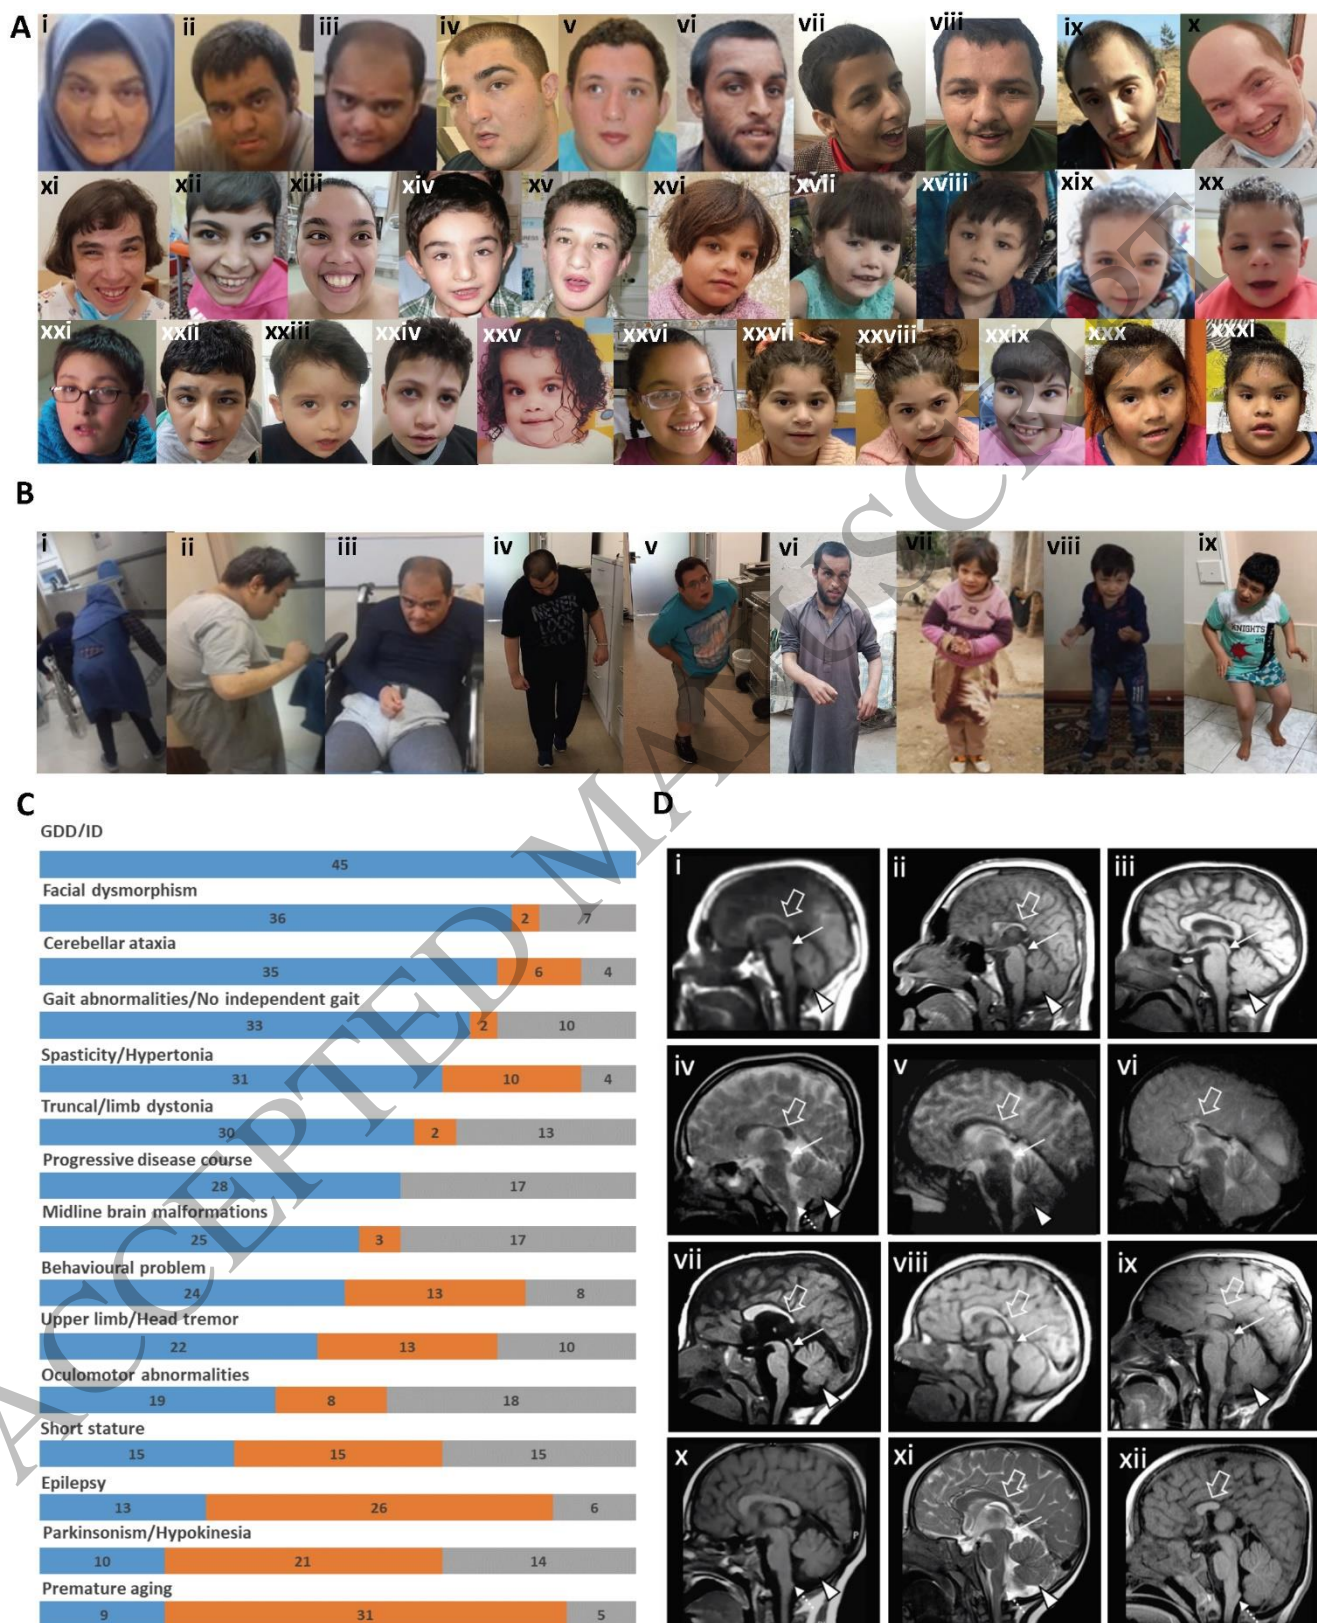 A
i ii iii iv v vi vii viii ix x
xi xii xiii xiv xv xvi xvii xviii xix xx
xxi xxii xxiii xxiv xxv xxvi xxvii xxviii xxix xxx xxxi
B
i ii iii iv v vi vii viii ix
NEVER
LOOK
KNIGHTS
C
GDD/ID
45
Facial dysmorphism
36 2 7
Cerebellar ataxia
35 6 4
Gait abnormalities/No independent gait
33 2 10
Spasticity/Hypertonia
31 10 4
Truncal/limb dystonia
30 2 13
Progressive disease course
28 17
Midline brain malformations
25 3 17
Behavioural problem
24 13 8
Upper limb/Head tremor
22 13 10
Oculomotor abnormalities
19 8 18
Short stature
15 15 15
Epilepsy
13 26 6
Parkinsonism/Hypokinesia
10 21 14
Premature aging
9 31 5
D
i ii iii
iv v vi
vii viii ix
x xi xii
P
ACCEPTED MANUSCRIPT